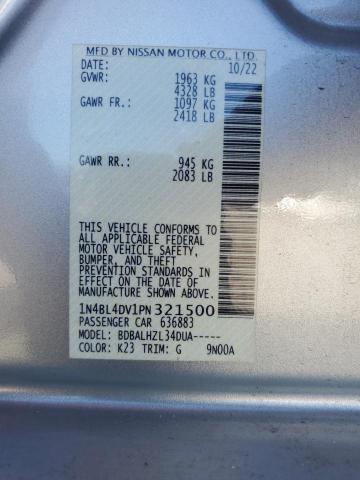 MFD BY NISSAN MOTOR CO., LTD.
DATE: 10/22
GVWR: 1963 KG
4328 LB
GAWR FR.: 1097 KG
2418 LB
GAWR RR.: 945 KG
2083 LB
THIS VEHICLE CONFORMS TO
ALL APPLICABLE FEDERAL
MOTOR VEHICLE SAFETY,
BUMPER, AND THEFT
PREVENTION STANDARDS IN
EFFECT ON THE DATE OF
MANUFACTURE SHOWN ABOVE.
1N4BL4DV1PN321500
PASSENGER CAR 636883
MODEL: BDBALHZL34DUA-----
COLOR: K23 TRIM: G 9N00A